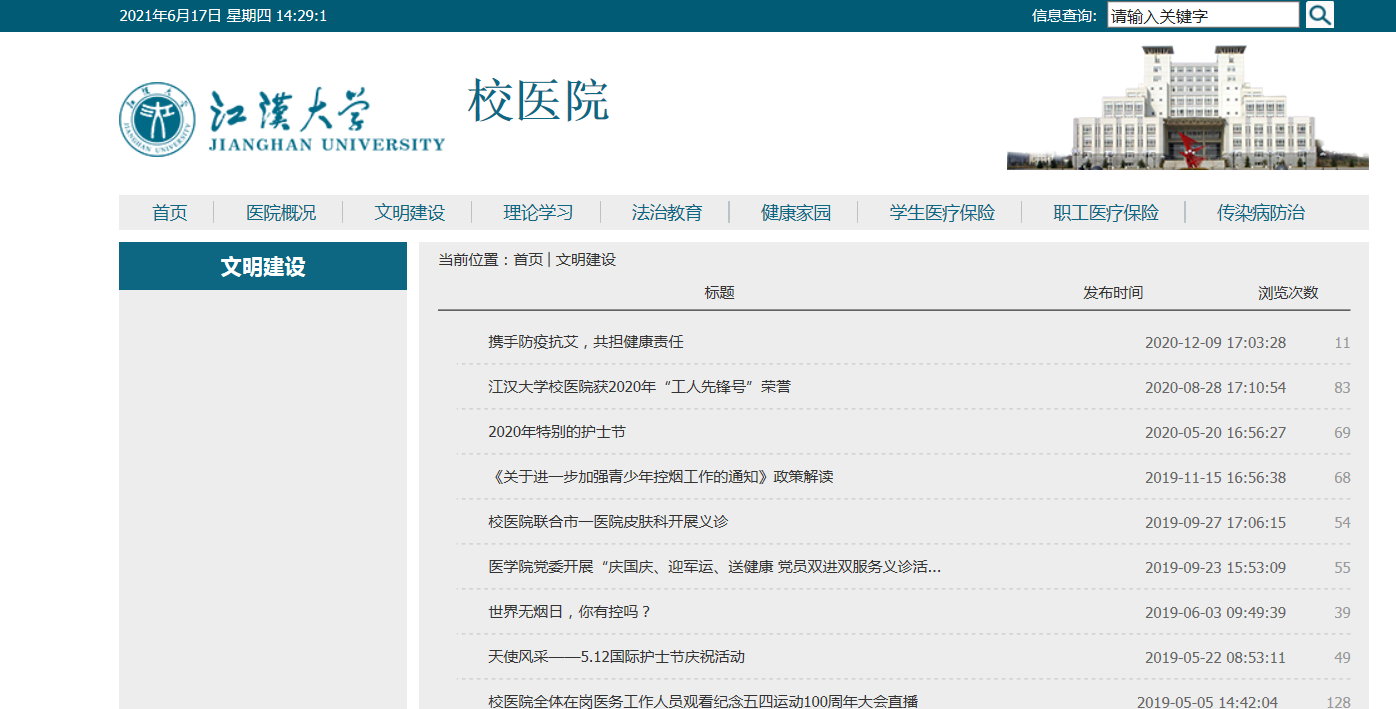 2021年6月17日 星期四 14:29:1 信息查询: 请输入关键字
江漢大学 校医院
JIANGHAN UNIVERSITY
首页 医院概况 文明建设 理论学习 法治教育 健康家园 学生医疗保险 职工医疗保险 传染病防治
文明建设
当前位置：首页 | 文明建设
标题 发布时间 浏览次数
携手防疫抗艾，共担健康责任 2020-12-09 17:03:28 11
江汉大学校医院获2020年“工人先锋号”荣誉 2020-08-28 17:10:54 83
2020年特别的护士节 2020-05-20 16:56:27 69
《关于进一步加强青少年控烟工作的通知》政策解读 2019-11-15 16:56:38 68
校医院联合市一医院皮肤科开展义诊 2019-09-27 17:06:15 54
医学院党委开展“庆国庆、迎军运、送健康 党员双进双服务义诊活... 2019-09-23 15:53:09 55
世界无烟日，你有控吗？ 2019-06-03 09:49:39 39
天使风采——5.12国际护士节庆祝活动 2019-05-22 08:53:11 49
校医院全体在岗医务工作人员观看纪念五四运动100周年大会直播 2019-05-05 14:42:04 128